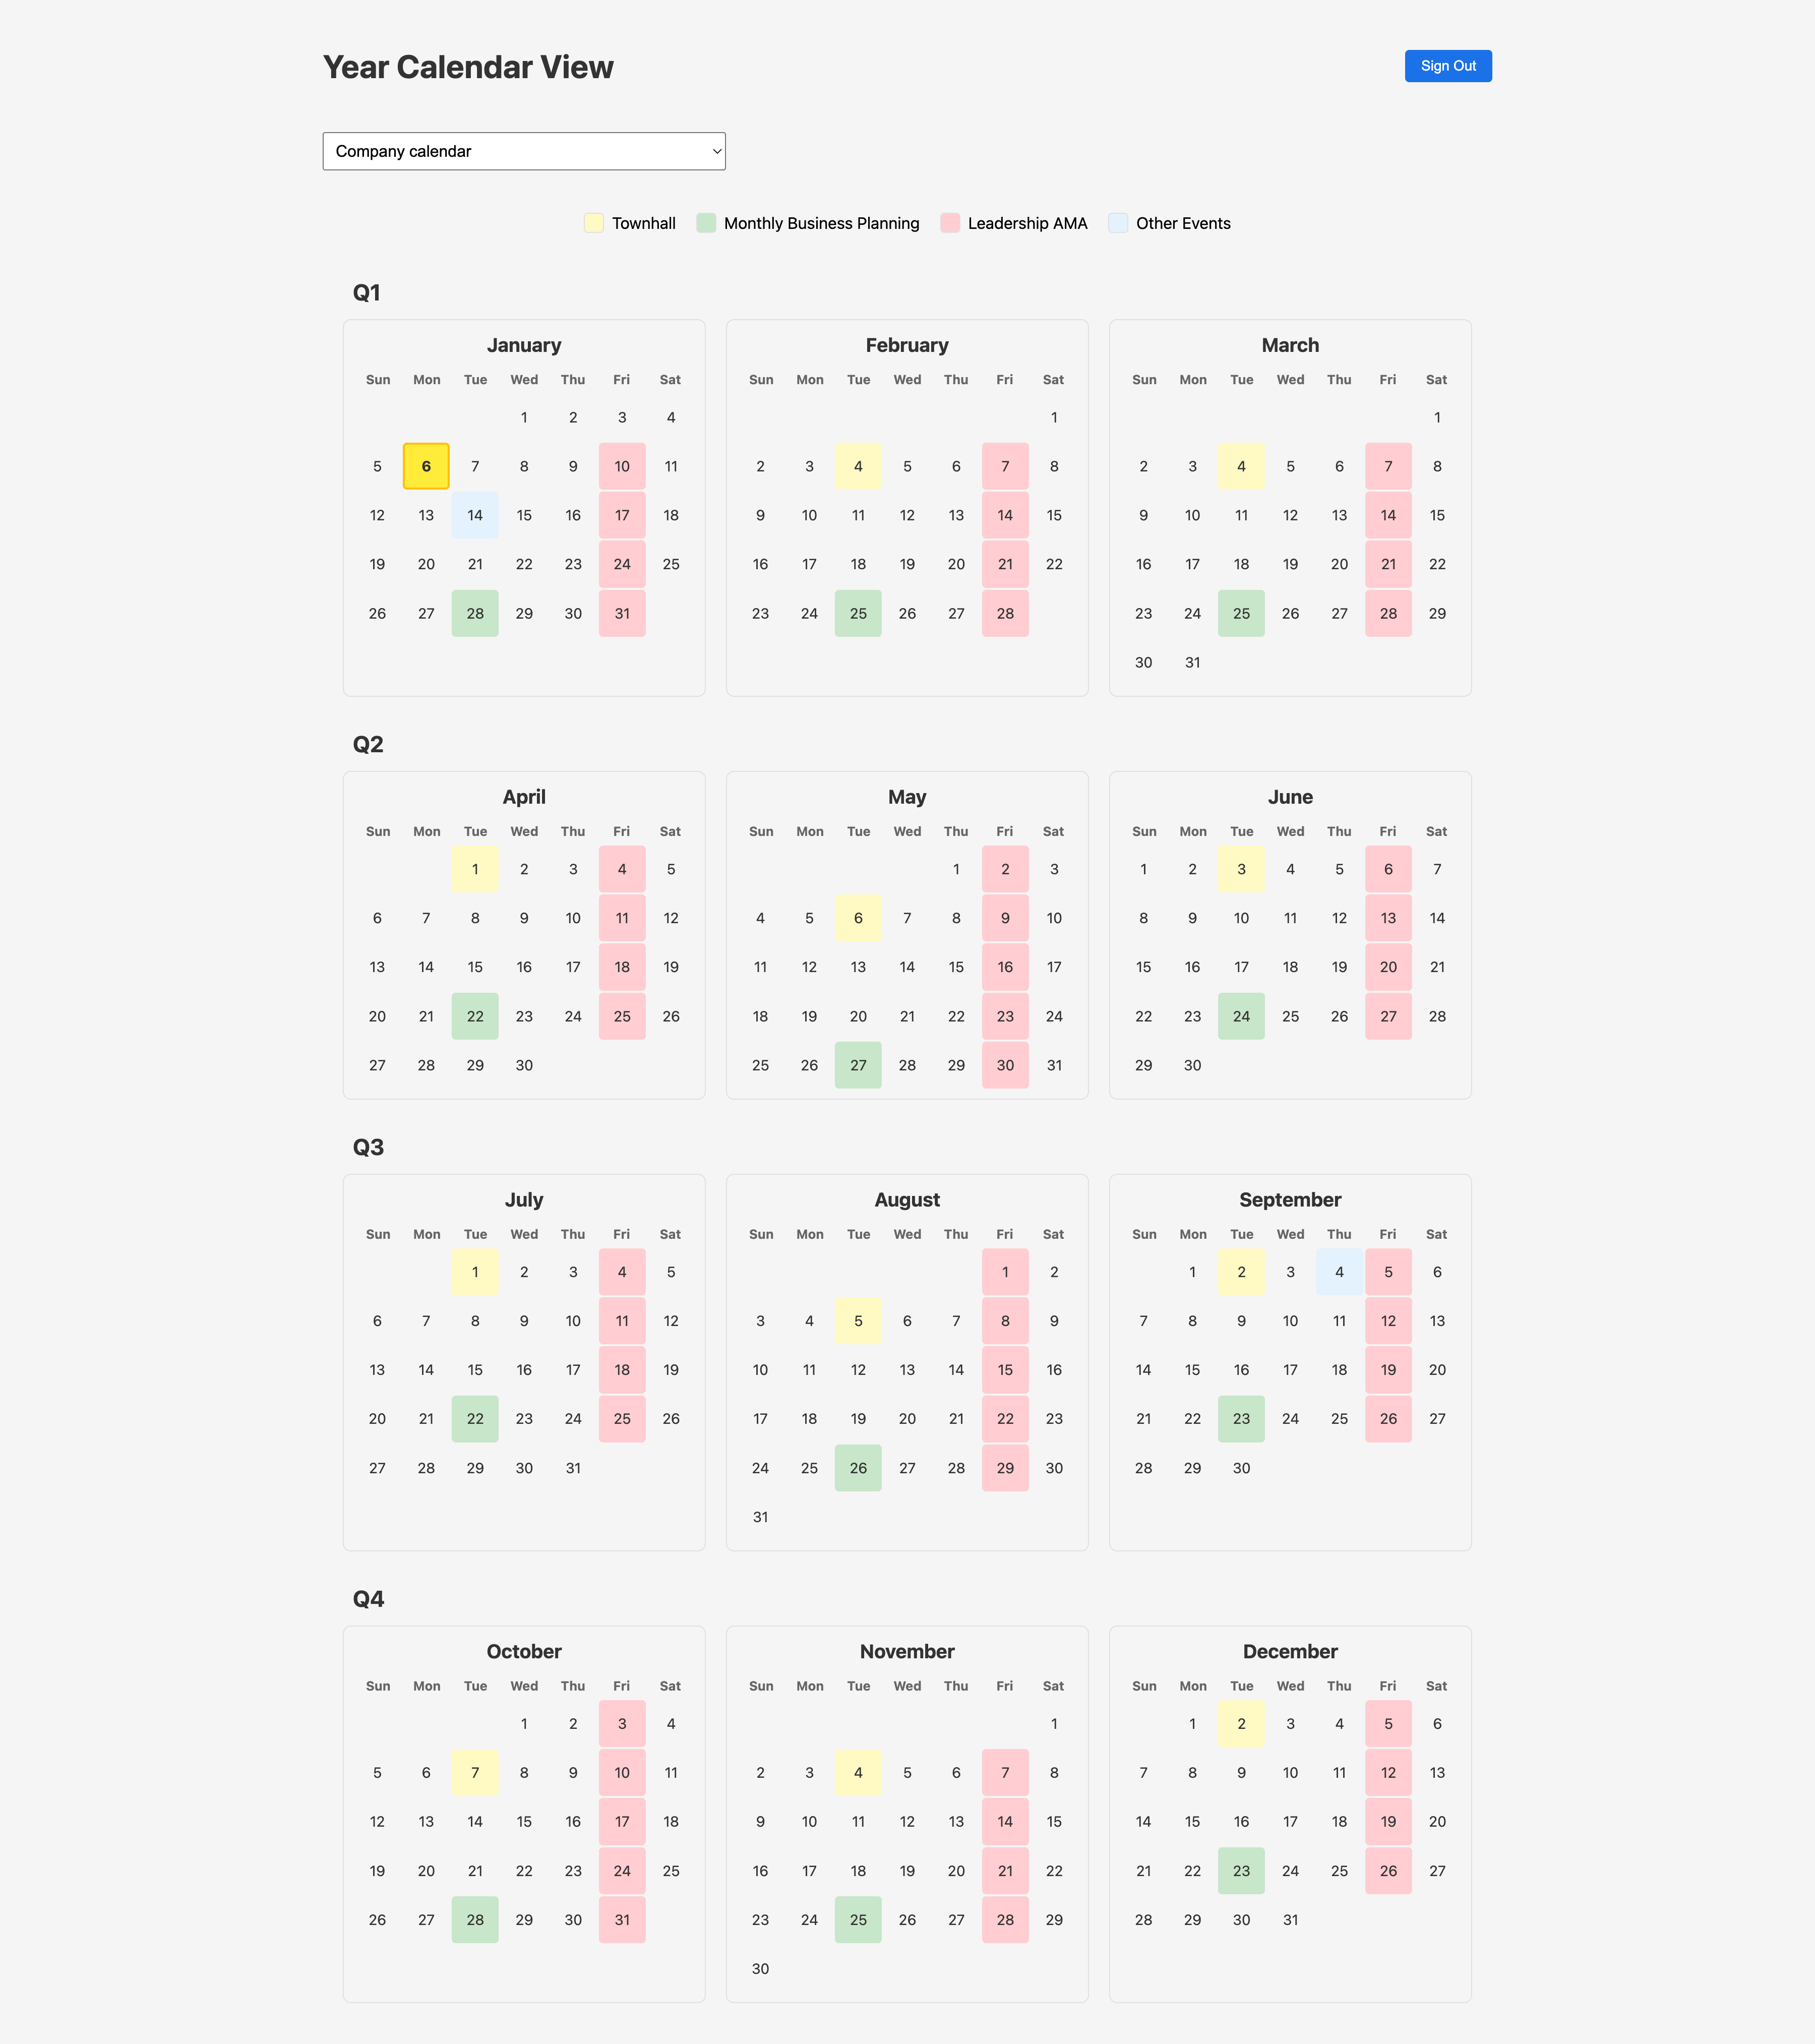 Year Calendar View
Sign Out
Company calendar
Townhall Monthly Business Planning Leadership AMA Other Events
Q1
January
Sun Mon Tue Wed Thu Fri Sat
1 2 3 4
5 6 7 8 9 10 11
12 13 14 15 16 17 18
19 20 21 22 23 24 25
26 27 28 29 30 31
February
Sun Mon Tue Wed Thu Fri Sat
1
2 3 4 5 6 7 8
9 10 11 12 13 14 15
16 17 18 19 20 21 22
23 24 25 26 27 28
March
Sun Mon Tue Wed Thu Fri Sat
1
2 3 4 5 6 7 8
9 10 11 12 13 14 15
16 17 18 19 20 21 22
23 24 25 26 27 28 29
30 31
Q2
April
Sun Mon Tue Wed Thu Fri Sat
1 2 3 4 5
6 7 8 9 10 11 12
13 14 15 16 17 18 19
20 21 22 23 24 25 26
27 28 29 30
May
Sun Mon Tue Wed Thu Fri Sat
1 2 3
4 5 6 7 8 9 10
11 12 13 14 15 16 17
18 19 20 21 22 23 24
25 26 27 28 29 30 31
June
Sun Mon Tue Wed Thu Fri Sat
1 2 3 4 5 6 7
8 9 10 11 12 13 14
15 16 17 18 19 20 21
22 23 24 25 26 27 28
29 30
Q3
July
Sun Mon Tue Wed Thu Fri Sat
1 2 3 4 5
6 7 8 9 10 11 12
13 14 15 16 17 18 19
20 21 22 23 24 25 26
27 28 29 30 31
August
Sun Mon Tue Wed Thu Fri Sat
1 2
3 4 5 6 7 8 9
10 11 12 13 14 15 16
17 18 19 20 21 22 23
24 25 26 27 28 29 30
31
September
Sun Mon Tue Wed Thu Fri Sat
1 2 3 4 5 6
7 8 9 10 11 12 13
14 15 16 17 18 19 20
21 22 23 24 25 26 27
28 29 30
Q4
October
Sun Mon Tue Wed Thu Fri Sat
1 2 3 4
5 6 7 8 9 10 11
12 13 14 15 16 17 18
19 20 21 22 23 24 25
26 27 28 29 30 31
November
Sun Mon Tue Wed Thu Fri Sat
1
2 3 4 5 6 7 8
9 10 11 12 13 14 15
16 17 18 19 20 21 22
23 24 25 26 27 28 29
30
December
Sun Mon Tue Wed Thu Fri Sat
1 2 3 4 5 6
7 8 9 10 11 12 13
14 15 16 17 18 19 20
21 22 23 24 25 26 27
28 29 30 31